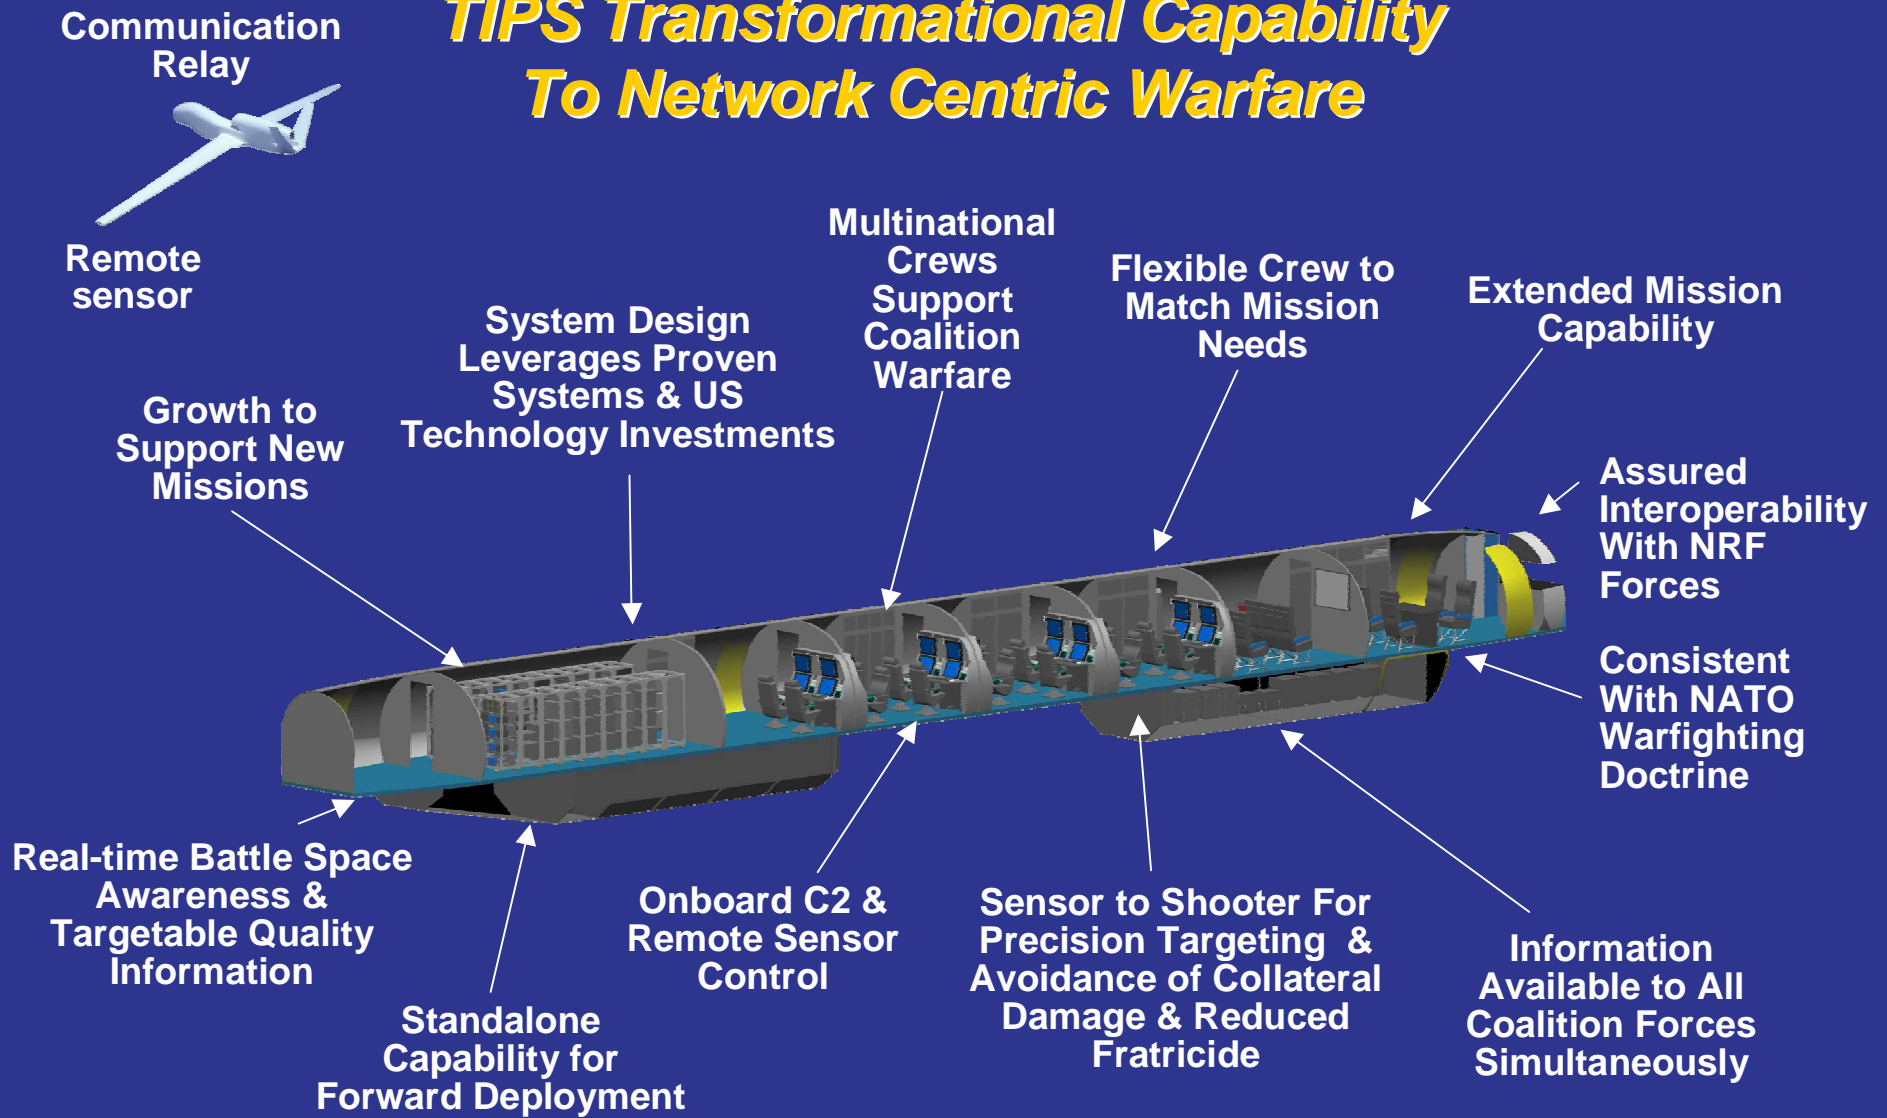 TIPS Transformational Capability
To Network Centric Warfare
Communication
Relay
Remote
sensor
Growth to
Support New
Missions
System Design
Leverages Proven
Systems & US
Technology Investments
Multinational
Crews
Support
Coalition
Warfare
Flexible Crew to
Match Mission
Needs
Extended Mission
Capability
Assured
Interoperability
With NRF
Forces
Consistent
With NATO
Warfighting
Doctrine
Real-time Battle Space
Awareness &
Targetable Quality
Information
Standalone
Capability for
Forward Deployment
Onboard C2 &
Remote Sensor
Control
Sensor to Shooter For
Precision Targeting &
Avoidance of Collateral
Damage & Reduced
Fratricide
Information
Available to All
Coalition Forces
Simultaneously